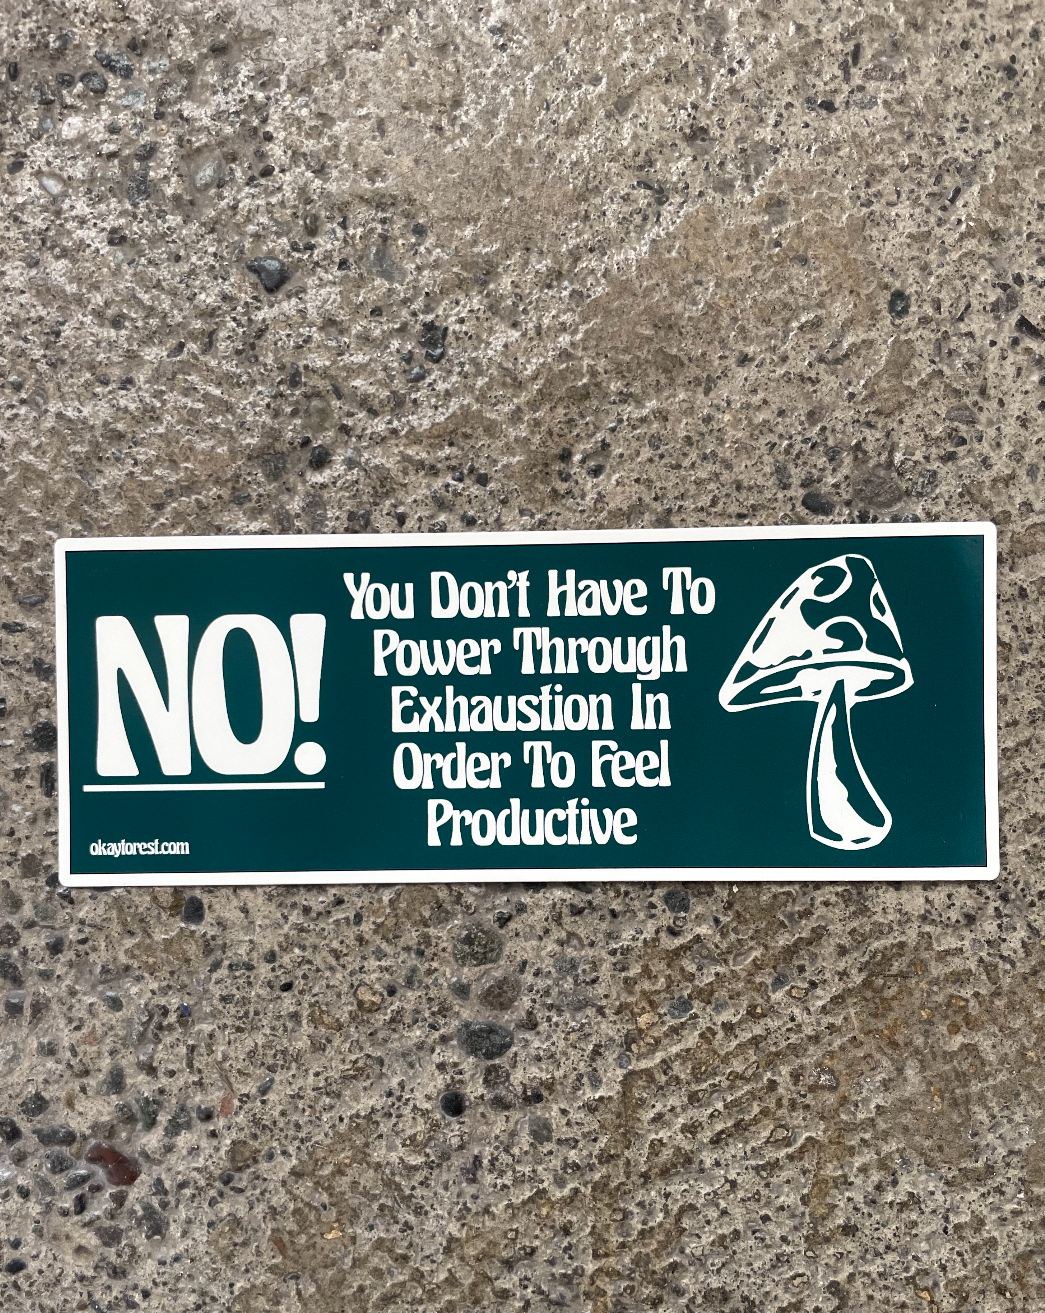 NO!
You Don't Have To
Power Through
Exhaustion In
Order To Feel
Productive
okayforest.com